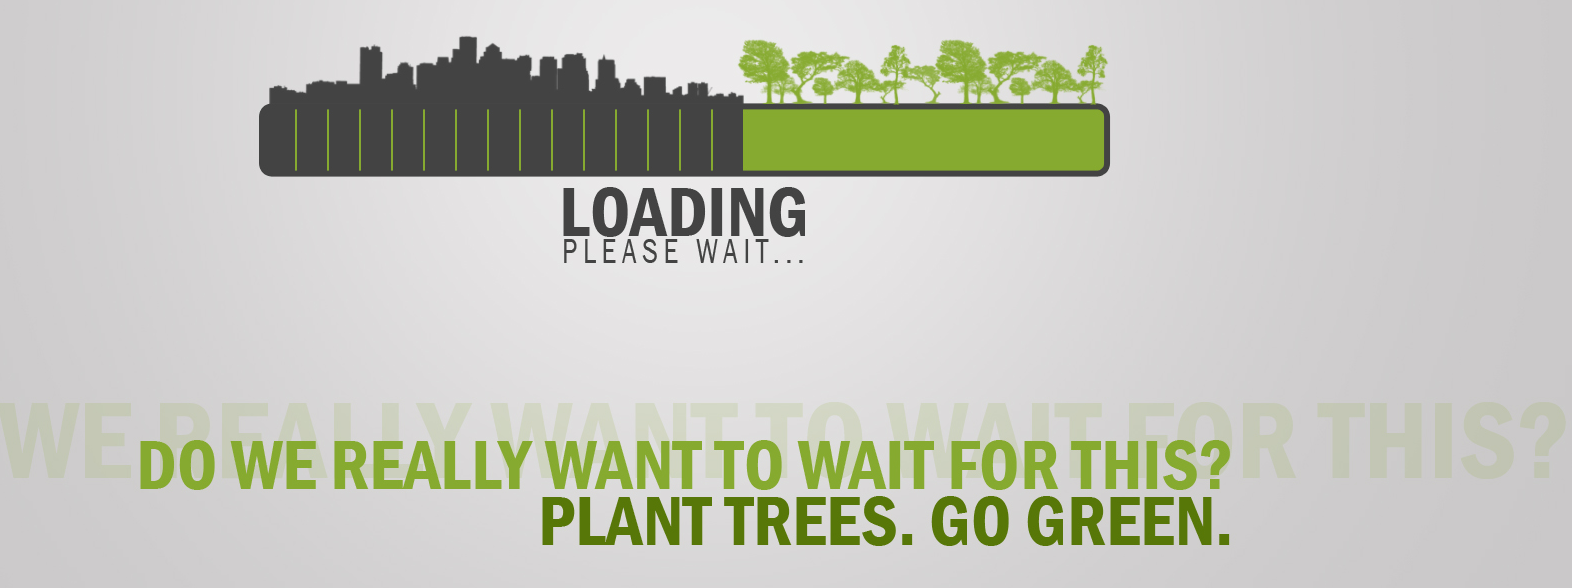 LOADING
PLEASE WAIT...
WE REALLY WANT TO WAIT FOR THIS?
DO WE REALLY WANT TO WAIT FOR THIS?
PLANT TREES. GO GREEN.